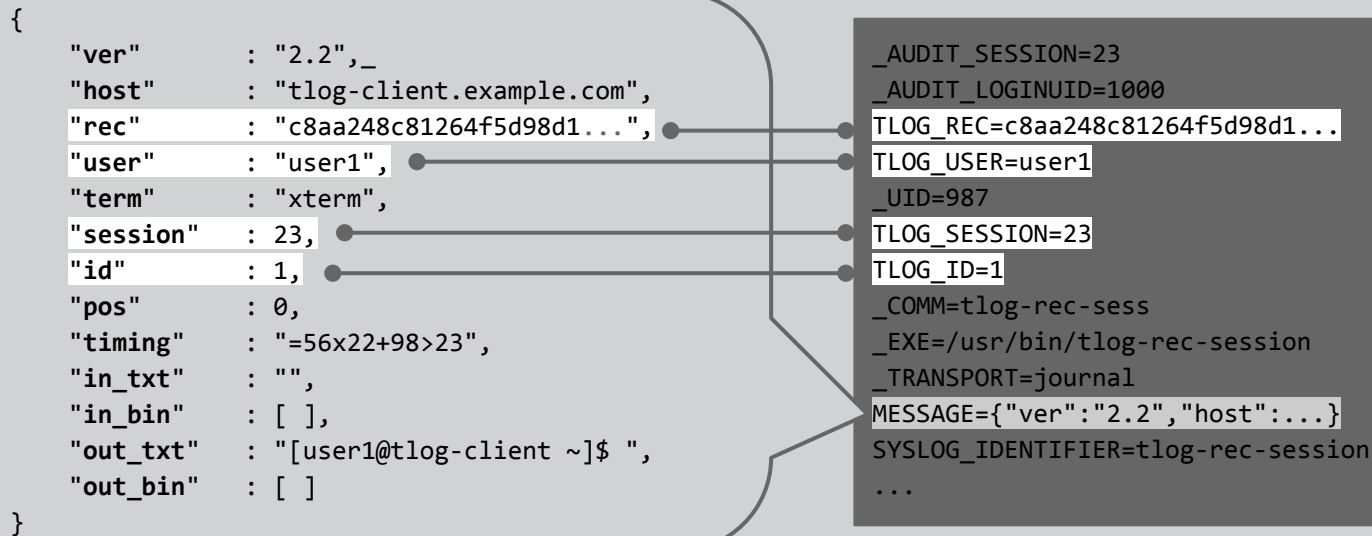 {
"ver" : "2.2",_
"host" : "tlog-client.example.com",
"rec" : "c8aa248c81264f5d98d1...",
"user" : "user1",
"term" : "xterm",
"session" : 23,
"id" : 1,
"pos" : 0,
"timing" : "=56x22+98>23",
"in_txt" : "",
"in_bin" : [ ],
"out_txt" : "[user1@tlog-client ~]$ ",
"out_bin" : [ ]
}
_AUDIT_SESSION=23
_AUDIT_LOGINUID=1000
TLOG_REC=c8aa248c81264f5d98d1...
TLOG_USER=user1
_UID=987
TLOG_SESSION=23
TLOG_ID=1
_COMM=tlog-rec-sess
_EXE=/usr/bin/tlog-rec-session
_TRANSPORT=journal
MESSAGE={"ver":"2.2","host":...}
SYSLOG_IDENTIFIER=tlog-rec-session
...